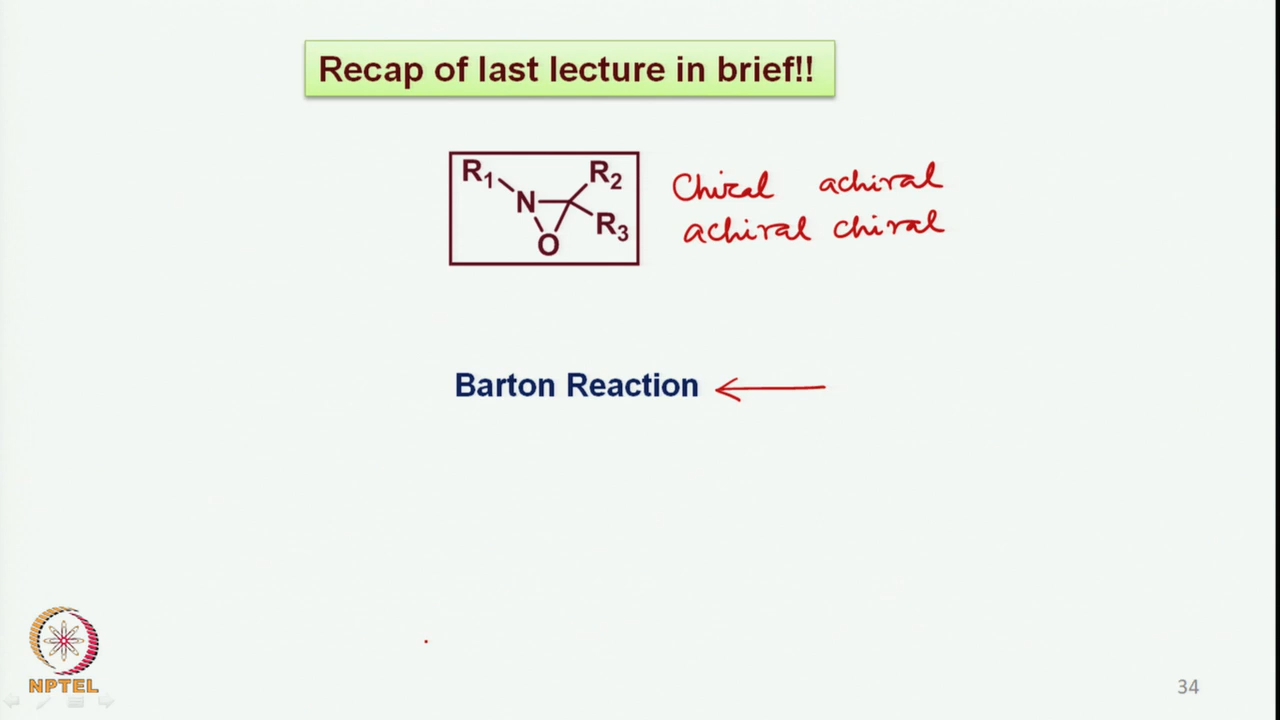 Recap of last lecture in brief!!
R1 R2
N
R3
O
Chiral achiral
achiral chiral
Barton Reaction
NPTEL
34